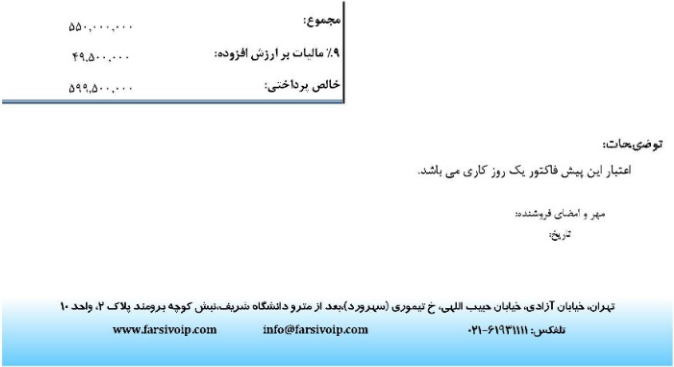 مجموع: ۵۵۰,۰۰۰,۰۰۰
۹٪ مالیات بر ارزش افزوده: ۴۹,۵۰۰,۰۰۰
خالص پرداختی: ۵۹۹,۵۰۰,۰۰۰
توضیحات:
اعتبار این پیش فاکتور یک روز کاری می باشد.
مهر و امضای فروشنده:
تاریخ:
تهران، خیابان آزادی، خیابان حبیب اللهی، خ تیموری (سهرورد)،بعد از مترو دانشگاه شریف،نبش کوچه برومند پلاک ۲، واحد ۱۰
تلفکس: ۶۱۹۳۱۱۱۱-۰۲۱ info@farsivoip.com www.farsivoip.com